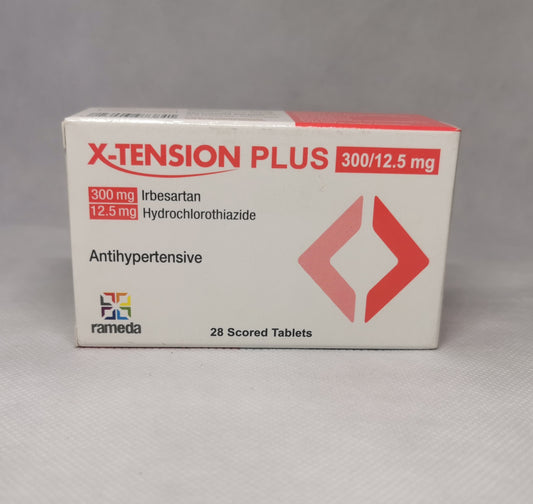 X-TENSION PLUS 300/12.5 mg
300 mg Irbesartan
12.5 mg Hydrochlorothiazide
Antihypertensive
rameda
28 Scored Tablets